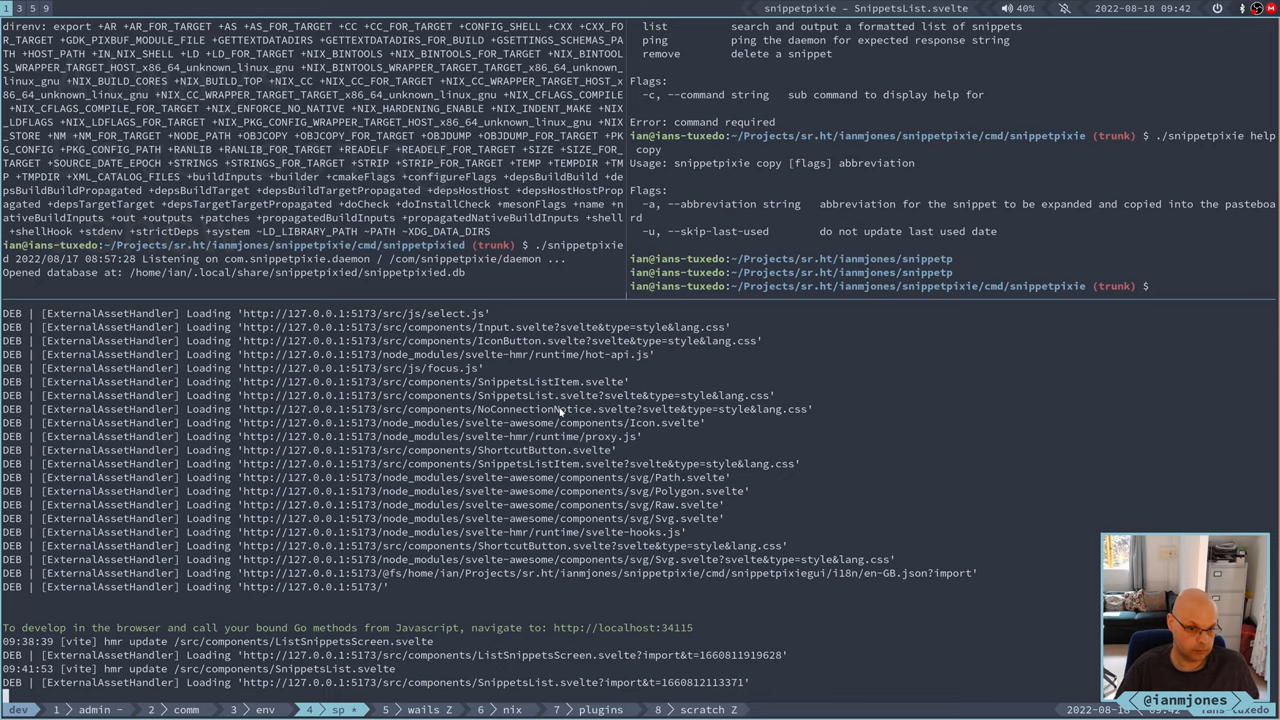 1 3 5 9
snippetpixie – SnippetsList.svelte
40%
2022-08-18 09:42
direnv: export +AR +AR_FOR_TARGET +AS +AS_FOR_TARGET +CC +CC_FOR_TARGET +CONFIG_SHELL +CXX +CXX_FO
R_TARGET +GDK_PIXBUF_MODULE_FILE +GETTEXTDATADIRS +GETTEXTDATADIRS_FOR_BUILD +GSETTINGS_SCHEMAS_PA
TH +HOST_PATH +IN_NIX_SHELL +LD +LD_FOR_TARGET +NIX_BINTOOLS +NIX_BINTOOLS_FOR_TARGET +NIX_BINTOOL
S_WRAPPER_TARGET_TARGET_x86_64_unknown_linux_gnu +NIX_BINTOOLS_WRAPPER_TARGET_HOST_x86_64_unknown_
linux_gnu +NIX_BUILD_CORES +NIX_BUILD_TOP +NIX_CC +NIX_CC_FOR_TARGET +NIX_CC_WRAPPER_TARGET_HOST_x
86_64_unknown_linux_gnu +NIX_CC_WRAPPER_TARGET_TARGET_x86_64_unknown_linux_gnu +NIX_CFLAGS_COMPILE
+NIX_CFLAGS_COMPILE_FOR_TARGET +NIX_ENFORCE_NO_NATIVE +NIX_HARDENING_ENABLE +NIX_INDENT_MAKE +NIX
_LDFLAGS +NIX_LDFLAGS_FOR_TARGET +NIX_PKG_CONFIG_WRAPPER_TARGET_HOST_x86_64_unknown_linux_gnu +NIX
_STORE +NM +NM_FOR_TARGET +NODE_PATH +OBJCOPY +OBJCOPY_FOR_TARGET +OBJDUMP +OBJDUMP_FOR_TARGET +PK
G_CONFIG +PKG_CONFIG_PATH +RANLIB +RANLIB_FOR_TARGET +READELF +READELF_FOR_TARGET +SIZE +SIZE_FOR_
TARGET +SOURCE_DATE_EPOCH +STRINGS +STRINGS_FOR_TARGET +STRIP +STRIP_FOR_TARGET +TEMP +TEMPDIR +TM
P +TMPDIR +XML_CATALOG_FILES +buildInputs +builder +cmakeFlags +configureFlags +depsBuildBuild +de
psBuildBuildPropagated +depsBuildTarget +depsBuildTargetPropagated +depsHostHost +depsHostHostProp
agated +depsTargetTarget +depsTargetTargetPropagated +doCheck +doInstallCheck +mesonFlags +name +n
ativeBuildInputs +out +outputs +patches +propagatedBuildInputs +propagatedNativeBuildInputs +shell
+shellHook +stdenv +strictDeps +system ~LD_LIBRARY_PATH ~PATH ~XDG_DATA_DIRS
ian@ians-tuxedo:~/Projects/sr.ht/ianmjones/snippetpixie/cmd/snippetpixied (trunk) $ ./snippetpixie
d 2022/08/17 08:57:28 Listening on com.snippetpixie.daemon / /com/snippetpixie/daemon ...
Opened database at: /home/ian/.local/share/snippetpixied/snippetpixied.db
list search and output a formatted list of snippets
ping ping the daemon for expected response string
remove delete a snippet
Flags:
-c, --command string sub command to display help for
Error: command required
ian@ians-tuxedo:~/Projects/sr.ht/ianmjones/snippetpixie/cmd/snippetpixie (trunk) $ ./snippetpixie help
copy
Usage: snippetpixie copy [flags] abbreviation
Flags:
-a, --abbreviation string abbreviation for the snippet to be expanded and copied into the pasteboa
rd
-u, --skip-last-used do not update last used date
ian@ians-tuxedo:~/Projects/sr.ht/ianmjones/snippetp
ian@ians-tuxedo:~/Projects/sr.ht/ianmjones/snippetp
ian@ians-tuxedo:~/Projects/sr.ht/ianmjones/snippetpixie/cmd/snippetpixie (trunk) $
DEB | [ExternalAssetHandler] Loading 'http://127.0.0.1:5173/src/js/select.js'
DEB | [ExternalAssetHandler] Loading 'http://127.0.0.1:5173/src/components/Input.svelte?svelte&type=style&lang.css'
DEB | [ExternalAssetHandler] Loading 'http://127.0.0.1:5173/src/components/IconButton.svelte?svelte&type=style&lang.css'
DEB | [ExternalAssetHandler] Loading 'http://127.0.0.1:5173/node_modules/svelte-hmr/runtime/hot-api.js'
DEB | [ExternalAssetHandler] Loading 'http://127.0.0.1:5173/src/js/focus.js'
DEB | [ExternalAssetHandler] Loading 'http://127.0.0.1:5173/src/components/SnippetsListItem.svelte'
DEB | [ExternalAssetHandler] Loading 'http://127.0.0.1:5173/src/components/SnippetsList.svelte?svelte&type=style&lang.css'
DEB | [ExternalAssetHandler] Loading 'http://127.0.0.1:5173/src/components/NoConnectionNotice.svelte?svelte&type=style&lang.css'
DEB | [ExternalAssetHandler] Loading 'http://127.0.0.1:5173/node_modules/svelte-awesome/components/Icon.svelte'
DEB | [ExternalAssetHandler] Loading 'http://127.0.0.1:5173/node_modules/svelte-hmr/runtime/proxy.js'
DEB | [ExternalAssetHandler] Loading 'http://127.0.0.1:5173/src/components/ShortcutButton.svelte'
DEB | [ExternalAssetHandler] Loading 'http://127.0.0.1:5173/src/components/SnippetsListItem.svelte?svelte&type=style&lang.css'
DEB | [ExternalAssetHandler] Loading 'http://127.0.0.1:5173/node_modules/svelte-awesome/components/svg/Path.svelte'
DEB | [ExternalAssetHandler] Loading 'http://127.0.0.1:5173/node_modules/svelte-awesome/components/svg/Polygon.svelte'
DEB | [ExternalAssetHandler] Loading 'http://127.0.0.1:5173/node_modules/svelte-awesome/components/svg/Raw.svelte'
DEB | [ExternalAssetHandler] Loading 'http://127.0.0.1:5173/node_modules/svelte-awesome/components/svg/Svg.svelte'
DEB | [ExternalAssetHandler] Loading 'http://127.0.0.1:5173/node_modules/svelte-hmr/runtime/svelte-hooks.js'
DEB | [ExternalAssetHandler] Loading 'http://127.0.0.1:5173/src/components/ShortcutButton.svelte?svelte&type=style&lang.css'
DEB | [ExternalAssetHandler] Loading 'http://127.0.0.1:5173/node_modules/svelte-awesome/components/svg/Svg.svelte?svelte&type=style&lang.css'
DEB | [ExternalAssetHandler] Loading 'http://127.0.0.1:5173/@fs/home/ian/Projects/sr.ht/ianmjones/snippetpixie/cmd/snippetpixiegui/i18n/en-GB.json?import'
DEB | [ExternalAssetHandler] Loading 'http://127.0.0.1:5173/'
To develop in the browser and call your bound Go methods from Javascript, navigate to: http://localhost:34115
09:38:39 [vite] hmr update /src/components/ListSnippetsScreen.svelte
DEB | [ExternalAssetHandler] Loading 'http://127.0.0.1:5173/src/components/ListSnippetsScreen.svelte?import&t=1660811919628'
09:41:53 [vite] hmr update /src/components/SnippetsList.svelte
DEB | [ExternalAssetHandler] Loading 'http://127.0.0.1:5173/src/components/SnippetsList.svelte?import&t=1660812113371'
@ianmjones
dev 1 admin - 2 comm 3 env 4 sp * 5 wails Z 6 nix 7 plugins 8 scratch Z
2022-08-18
tuxedo